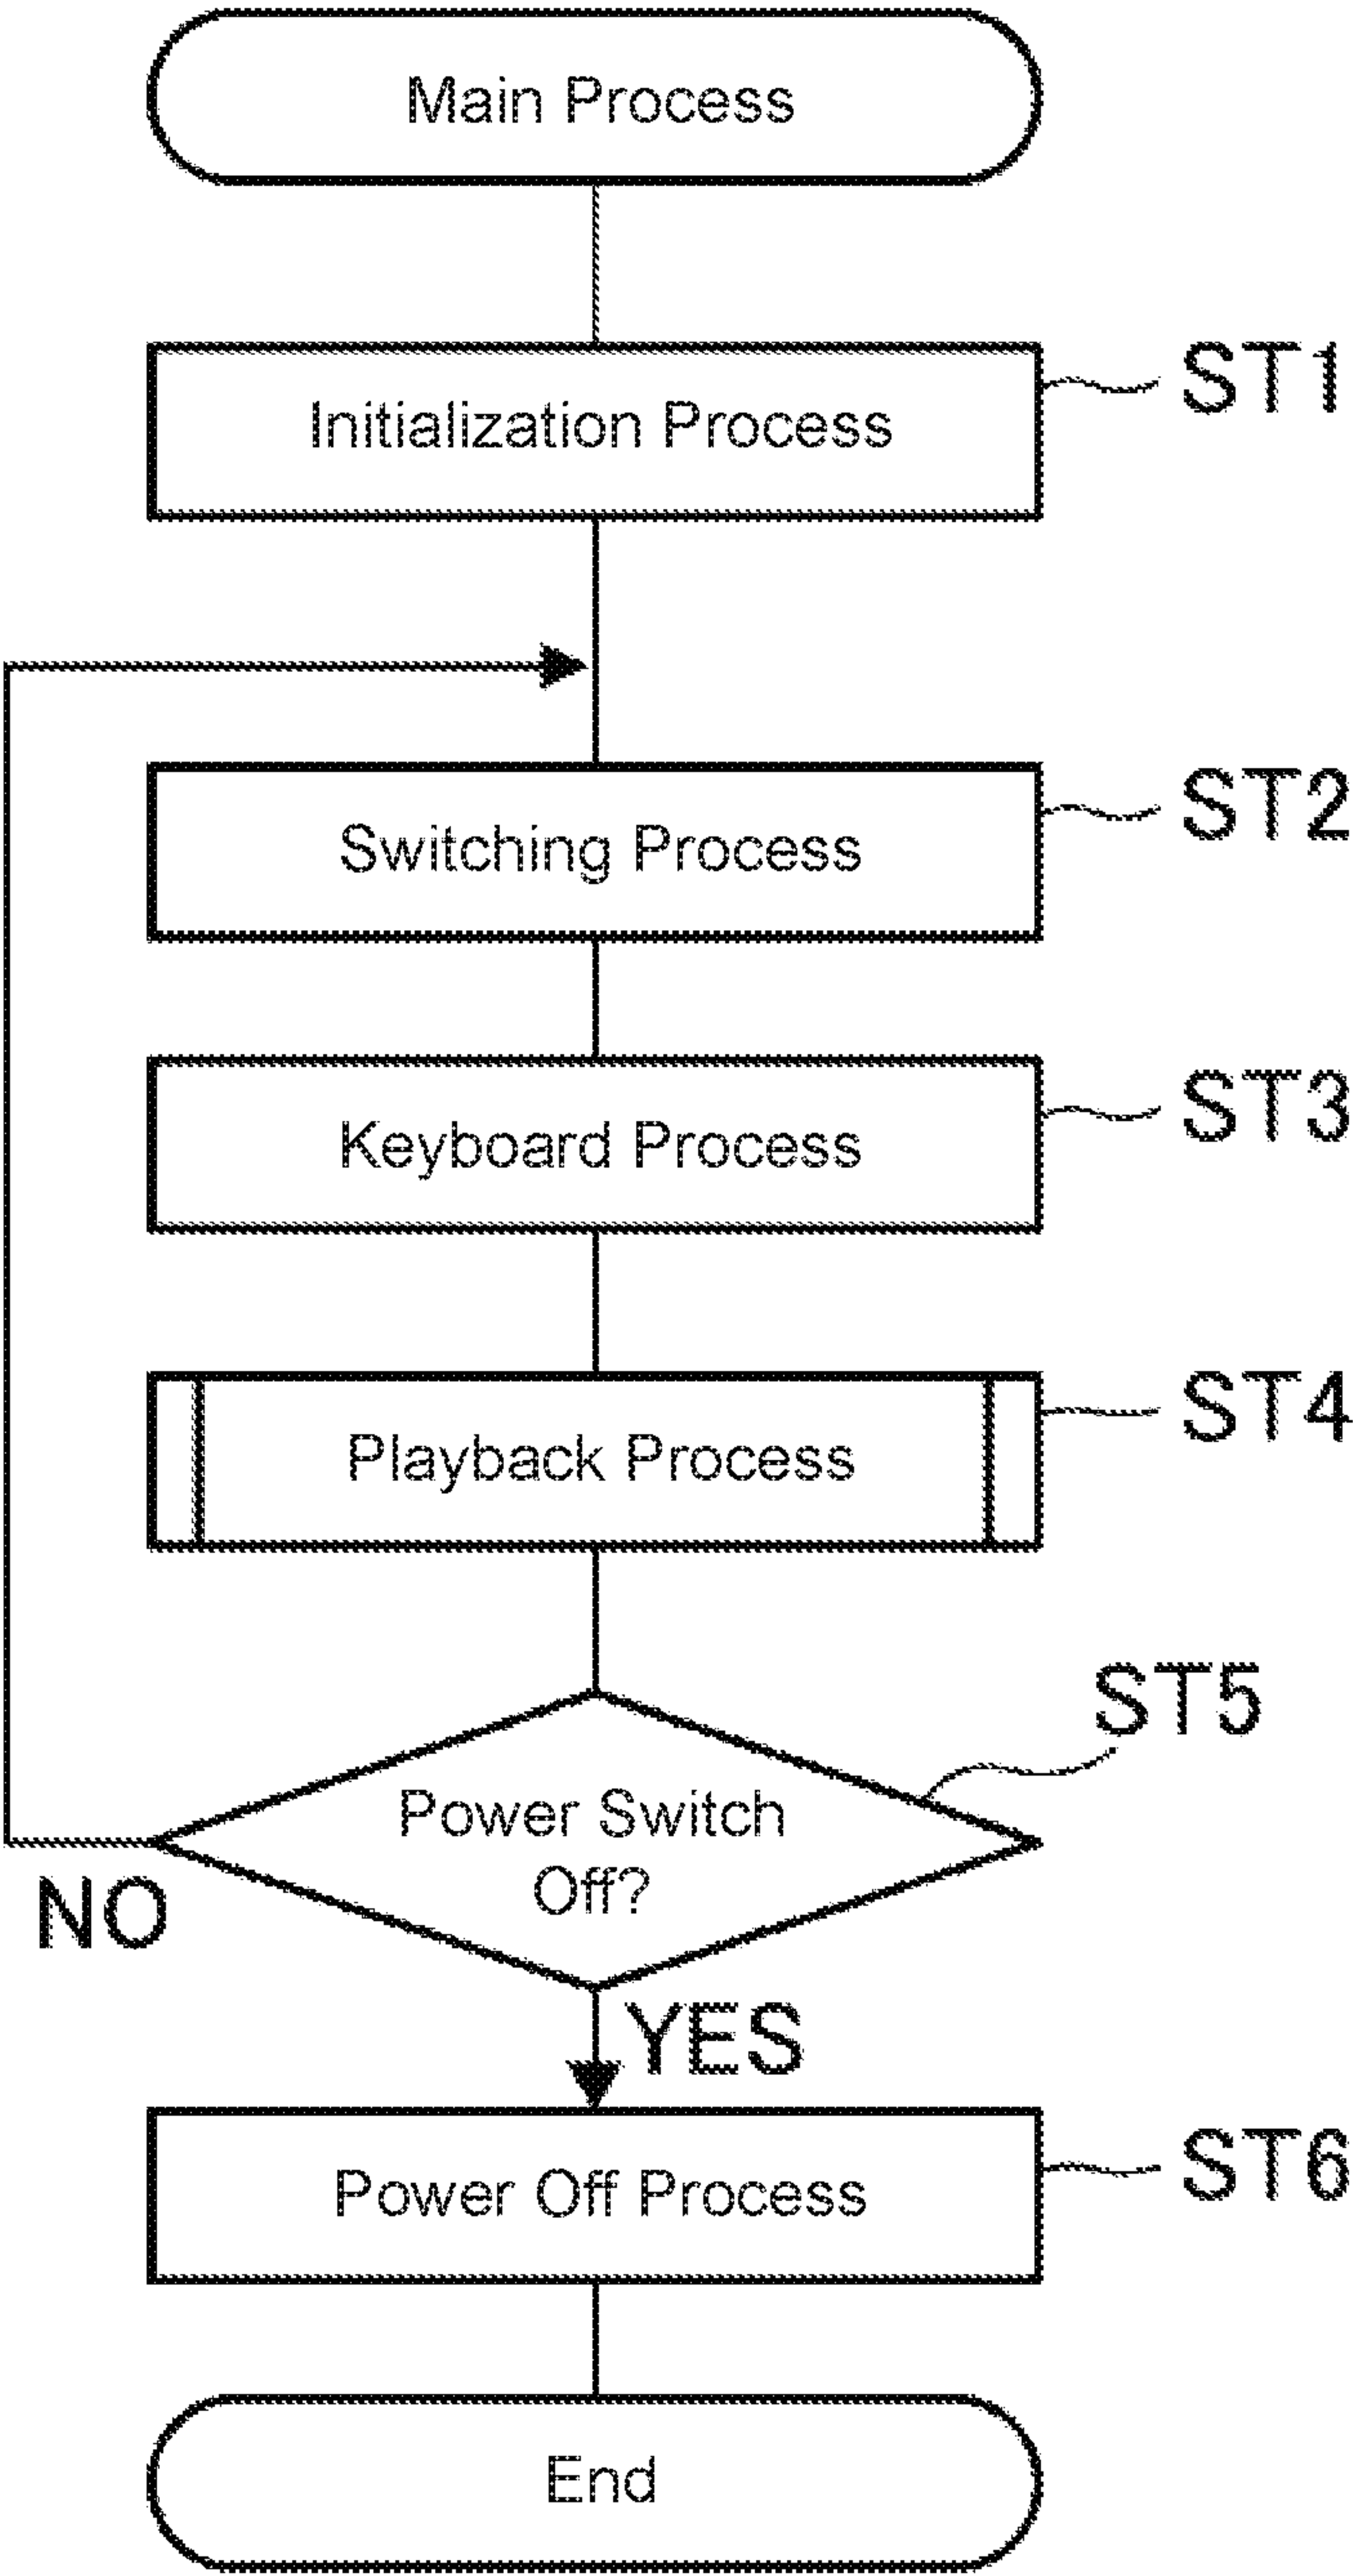 Main Process
Initialization Process
ST1
Switching Process
ST2
Keyboard Process
ST3
Playback Process
ST4
ST5
Power Switch
Off?
NO
YES
Power Off Process
ST6
End